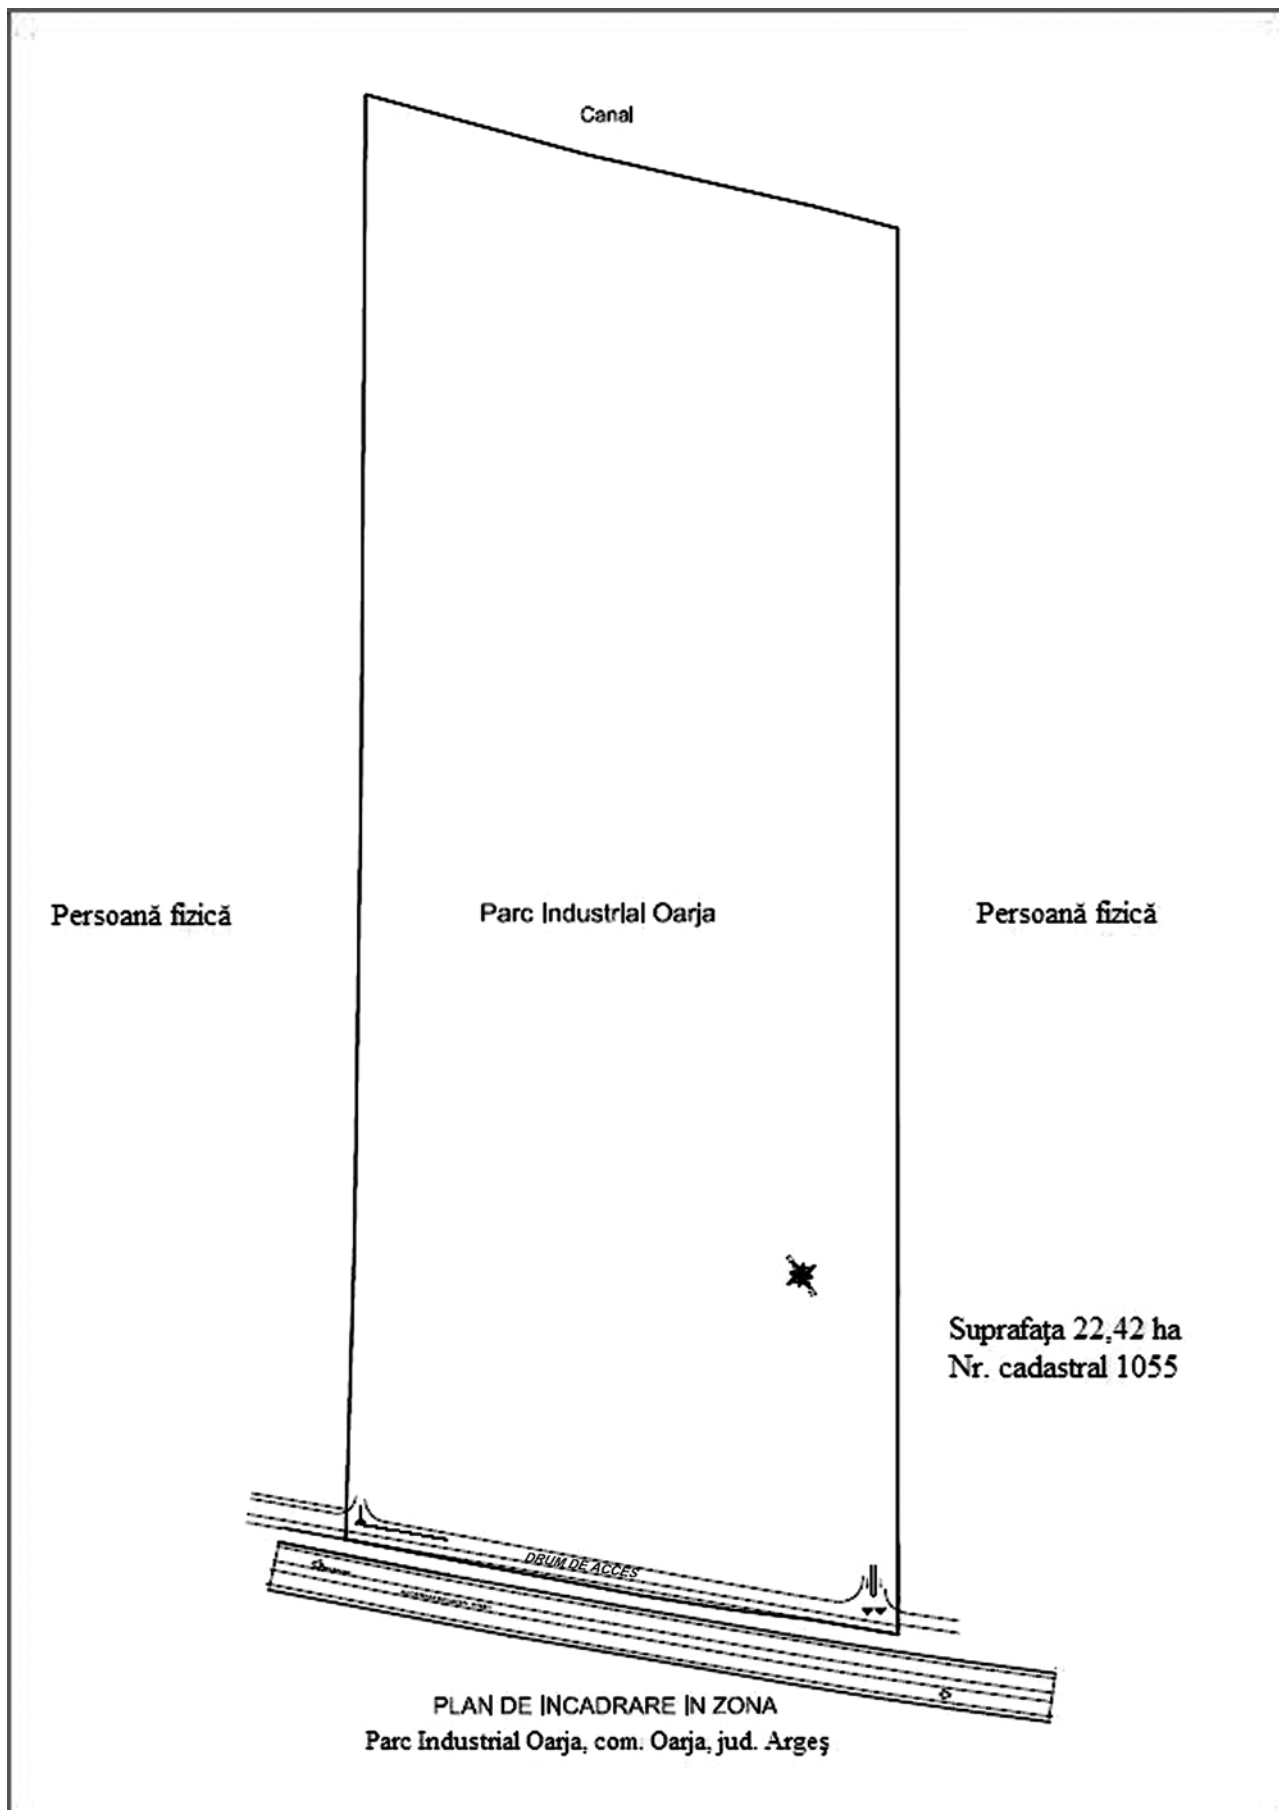 Canal
Persoană fizică
Parc Industrial Oarja
Persoană fizică
Suprafaţa 22,42 ha
Nr. cadastral 1055
DRUM DE ACCES
PLAN DE INCADRARE IN ZONA
Parc Industrial Oarja, com. Oarja, jud. Argeş